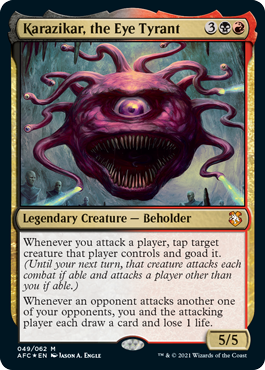 Karazikar, the Eye Tyrant 3
Legendary Creature — Beholder
Whenever you attack a player, tap target
creature that player controls and goad it.
(Until your next turn, that creature attacks each
combat if able and attacks a player other
than you if able.)
Whenever an opponent attacks another one
of your opponents, you and the attacking
player each draw a card and lose 1 life.
5/5
049/062 M
AFC ★ EN Jason A. Engle
™ & © 2021 Wizards of the Coast